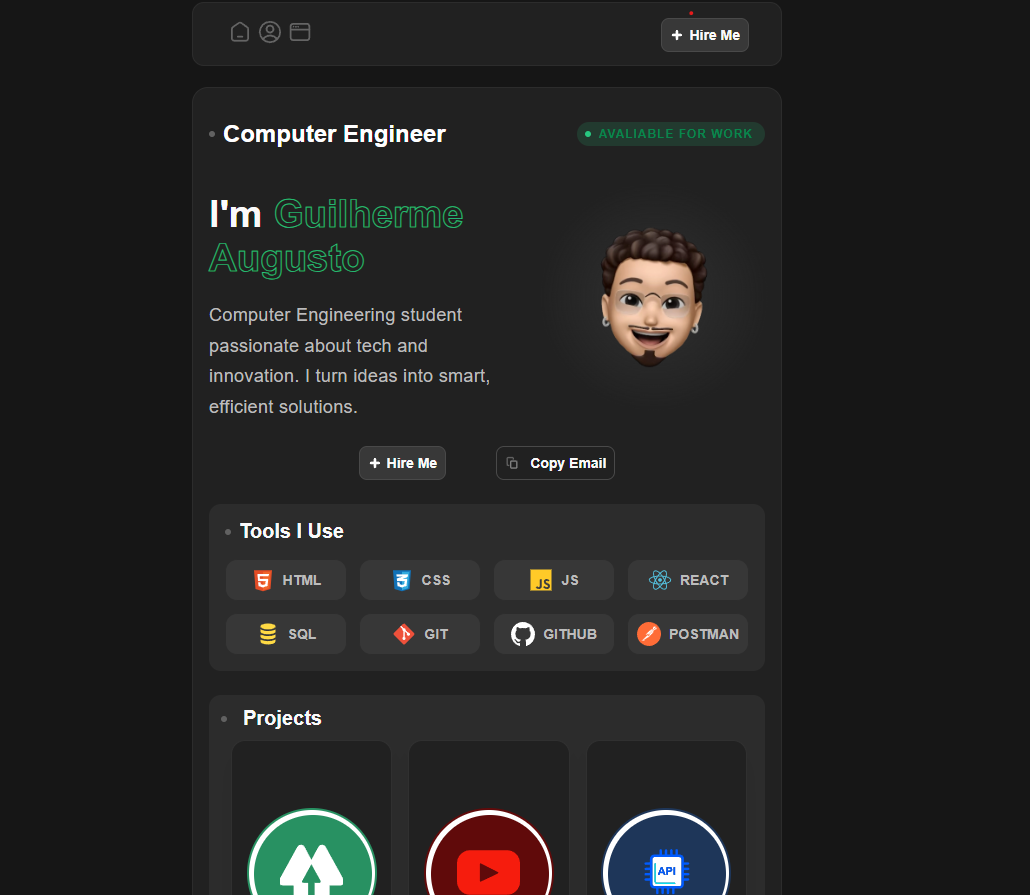 Hire Me
Computer Engineer
AVALIABLE FOR WORK
I'm Guilherme
Augusto
Computer Engineering student
passionate about tech and
innovation. I turn ideas into smart,
efficient solutions.
Hire Me
Copy Email
Tools I Use
HTML
CSS
JS JS
REACT
SQL
GIT
GITHUB
POSTMAN
Projects
API